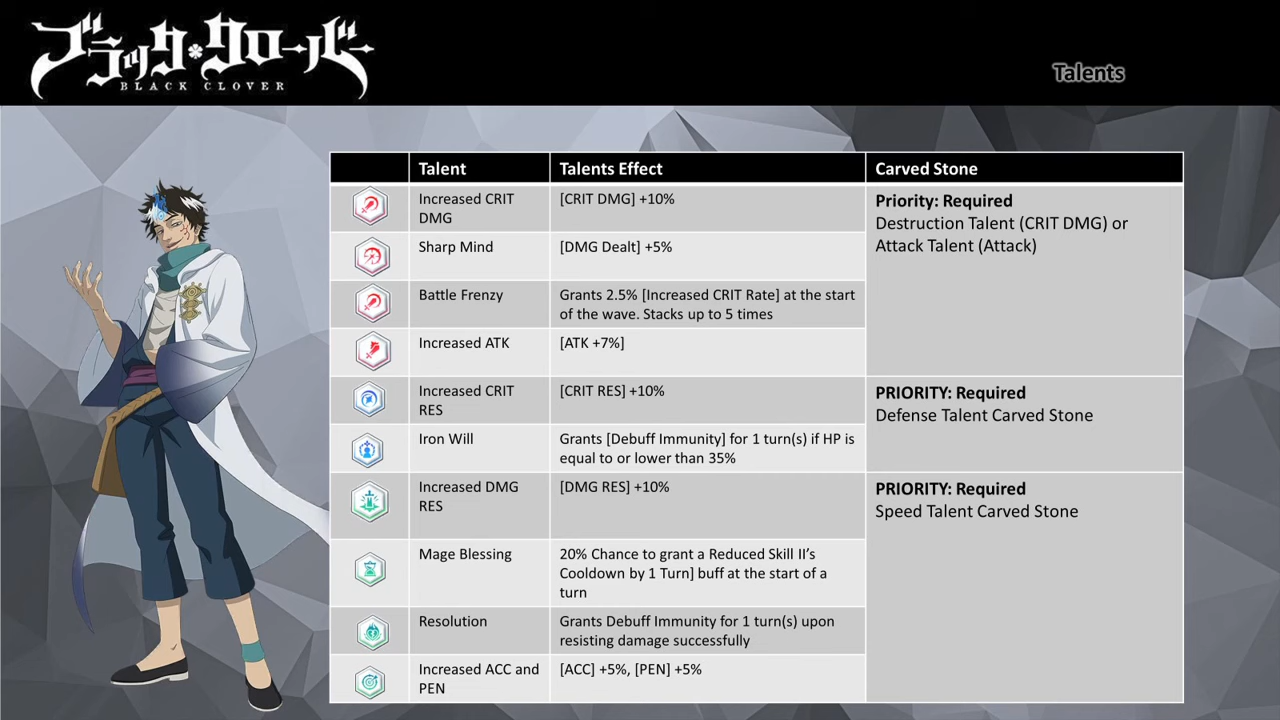 ブラッククローバー
BLACK CLOVER
Talents
Talent
Talents Effect
Carved Stone
Increased CRIT
DMG
[CRIT DMG] +10%
Priority: Required
Destruction Talent (CRIT DMG) or
Attack Talent (Attack)
Sharp Mind
[DMG Dealt] +5%
Battle Frenzy
Grants 2.5% [Increased CRIT Rate] at the start
of the wave. Stacks up to 5 times
Increased ATK
[ATK +7%]
Increased CRIT
RES
[CRIT RES] +10%
PRIORITY: Required
Defense Talent Carved Stone
Iron Will
Grants [Debuff Immunity] for 1 turn(s) if HP is
equal to or lower than 35%
Increased DMG
RES
[DMG RES] +10%
PRIORITY: Required
Speed Talent Carved Stone
Mage Blessing
20% Chance to grant a Reduced Skill II’s
Cooldown by 1 Turn] buff at the start of a
turn
Resolution
Grants Debuff Immunity for 1 turn(s) upon
resisting damage successfully
Increased ACC and
PEN
[ACC] +5%, [PEN] +5%